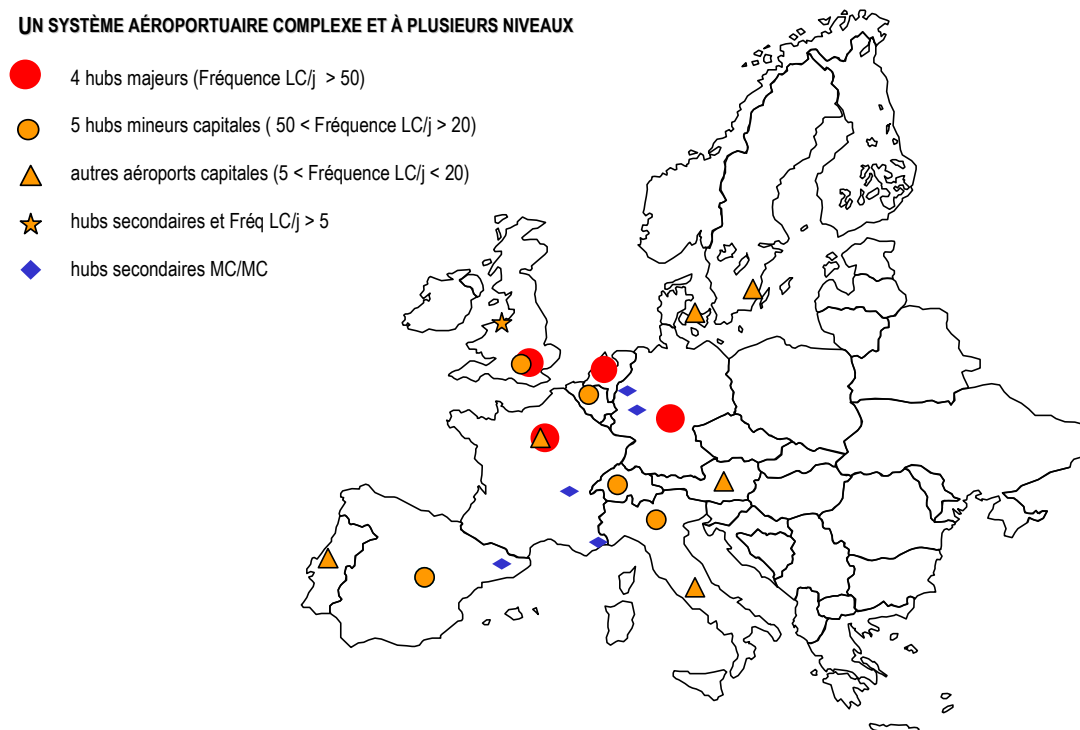 UN SYSTÈME AÉROPORTUAIRE COMPLEXE ET À PLUSIEURS NIVEAUX
4 hubs majeurs (Fréquence LC/j > 50)
5 hubs mineurs capitales ( 50 < Fréquence LC/j > 20)
autres aéroports capitales (5 < Fréquence LC/j < 20)
hubs secondaires et Fréq LC/j > 5
hubs secondaires MC/MC